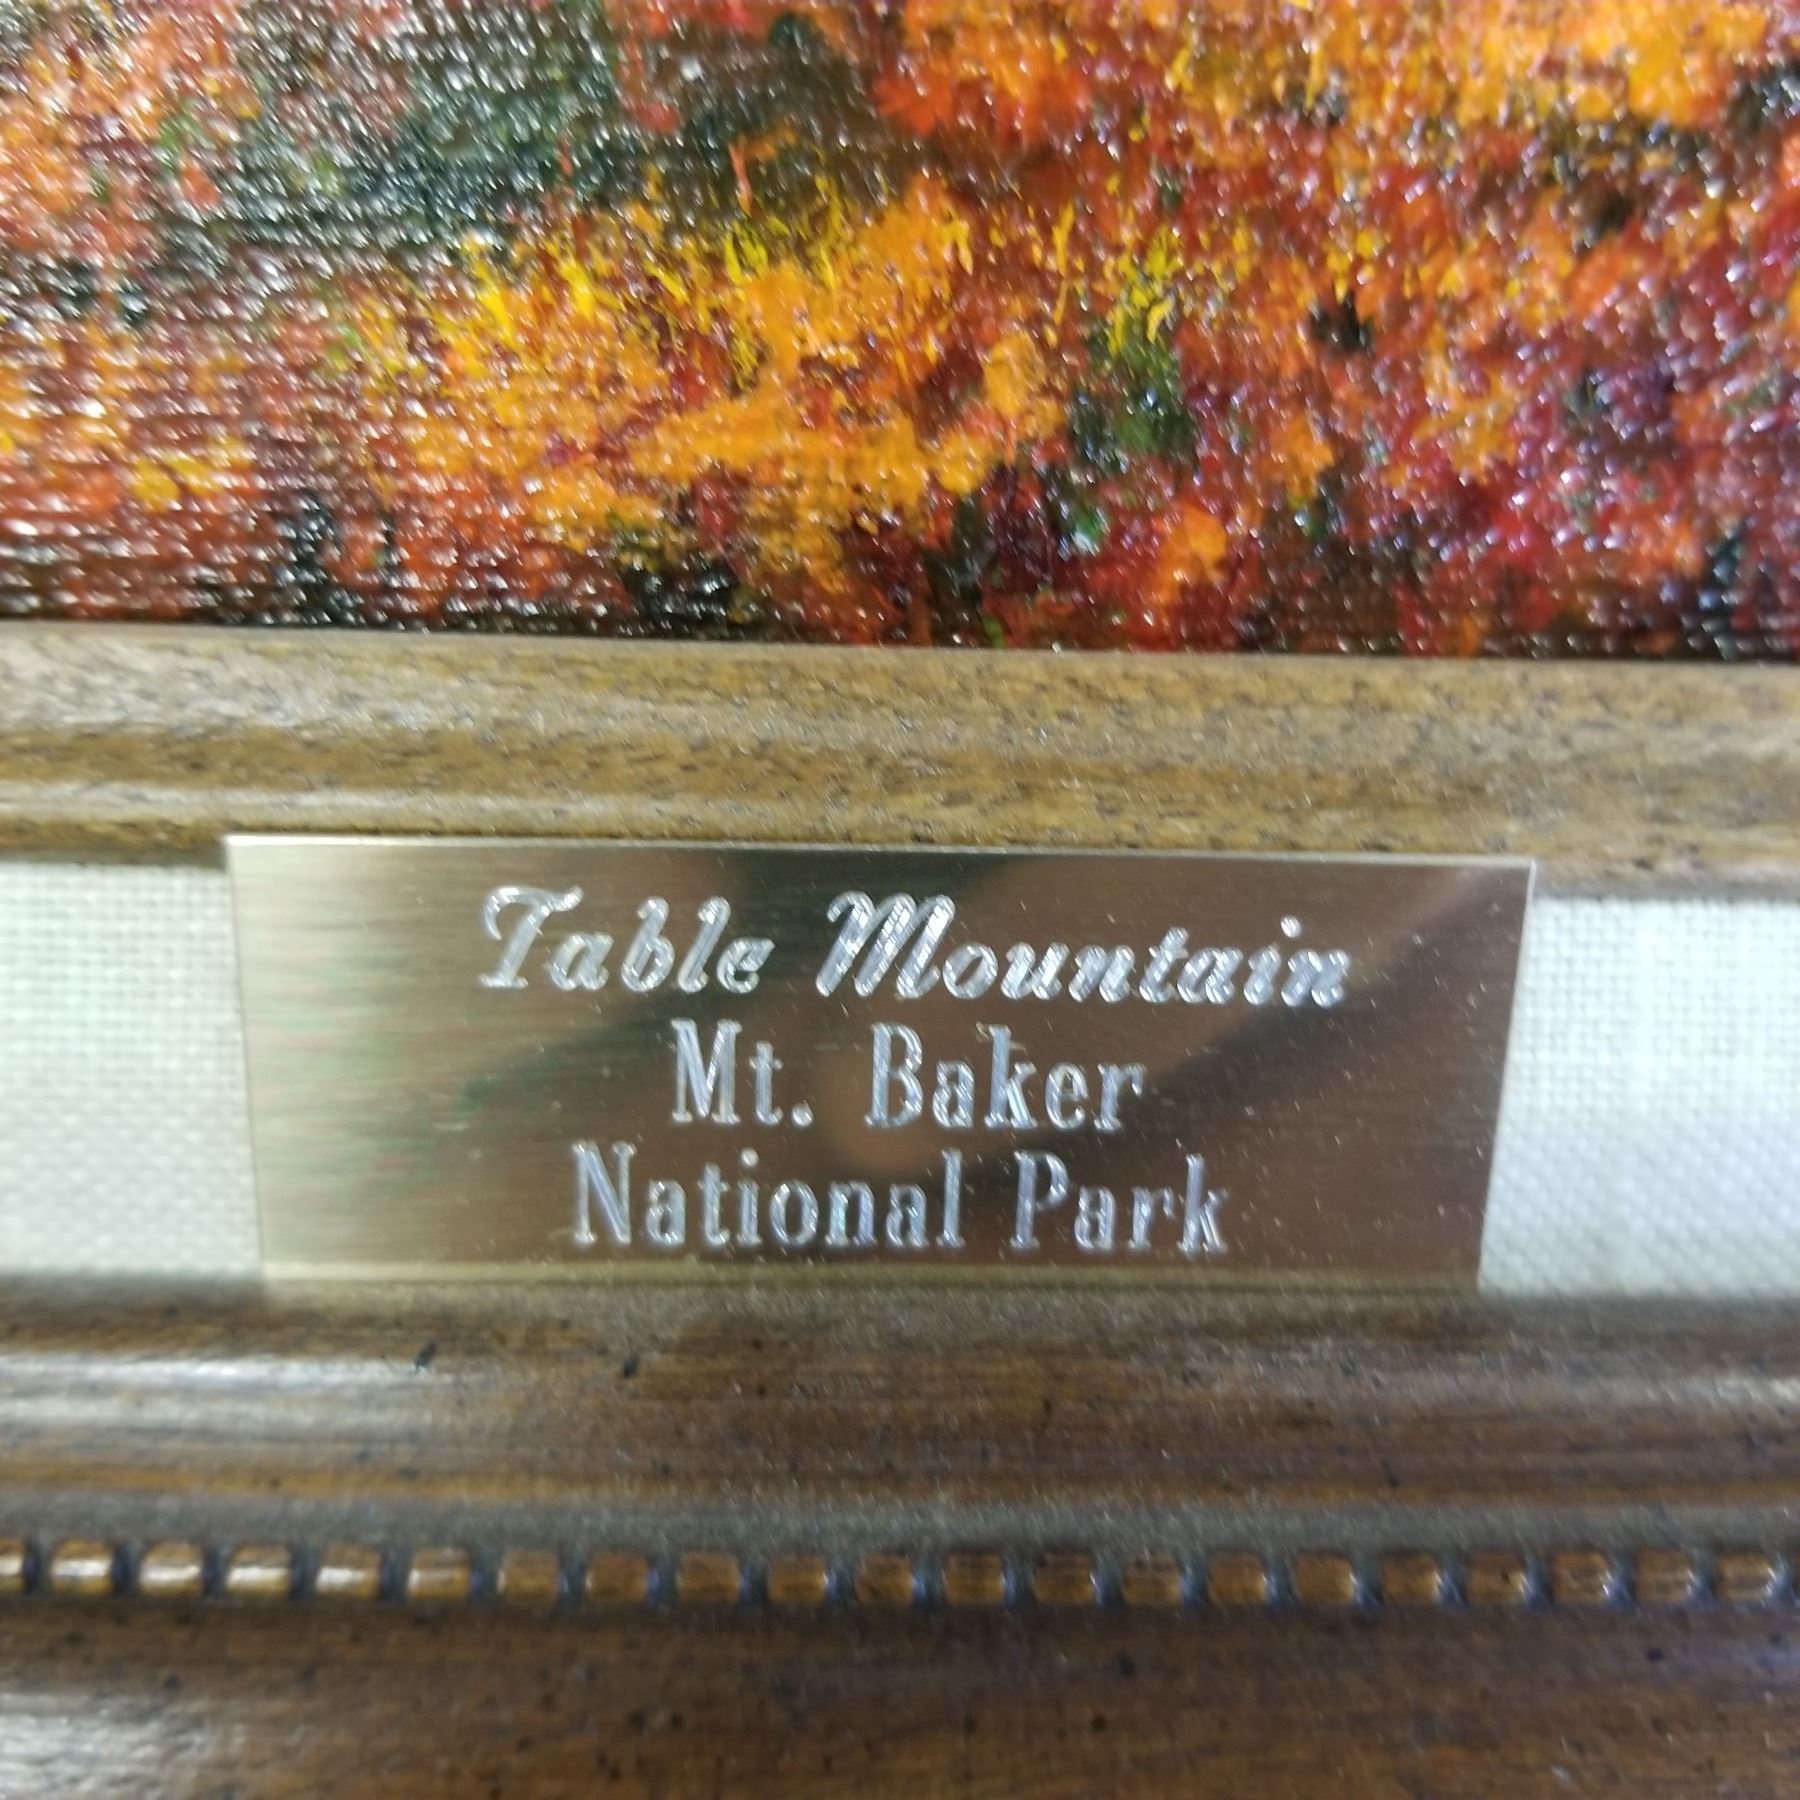 Table Mountain
Mt. Baker
National Park